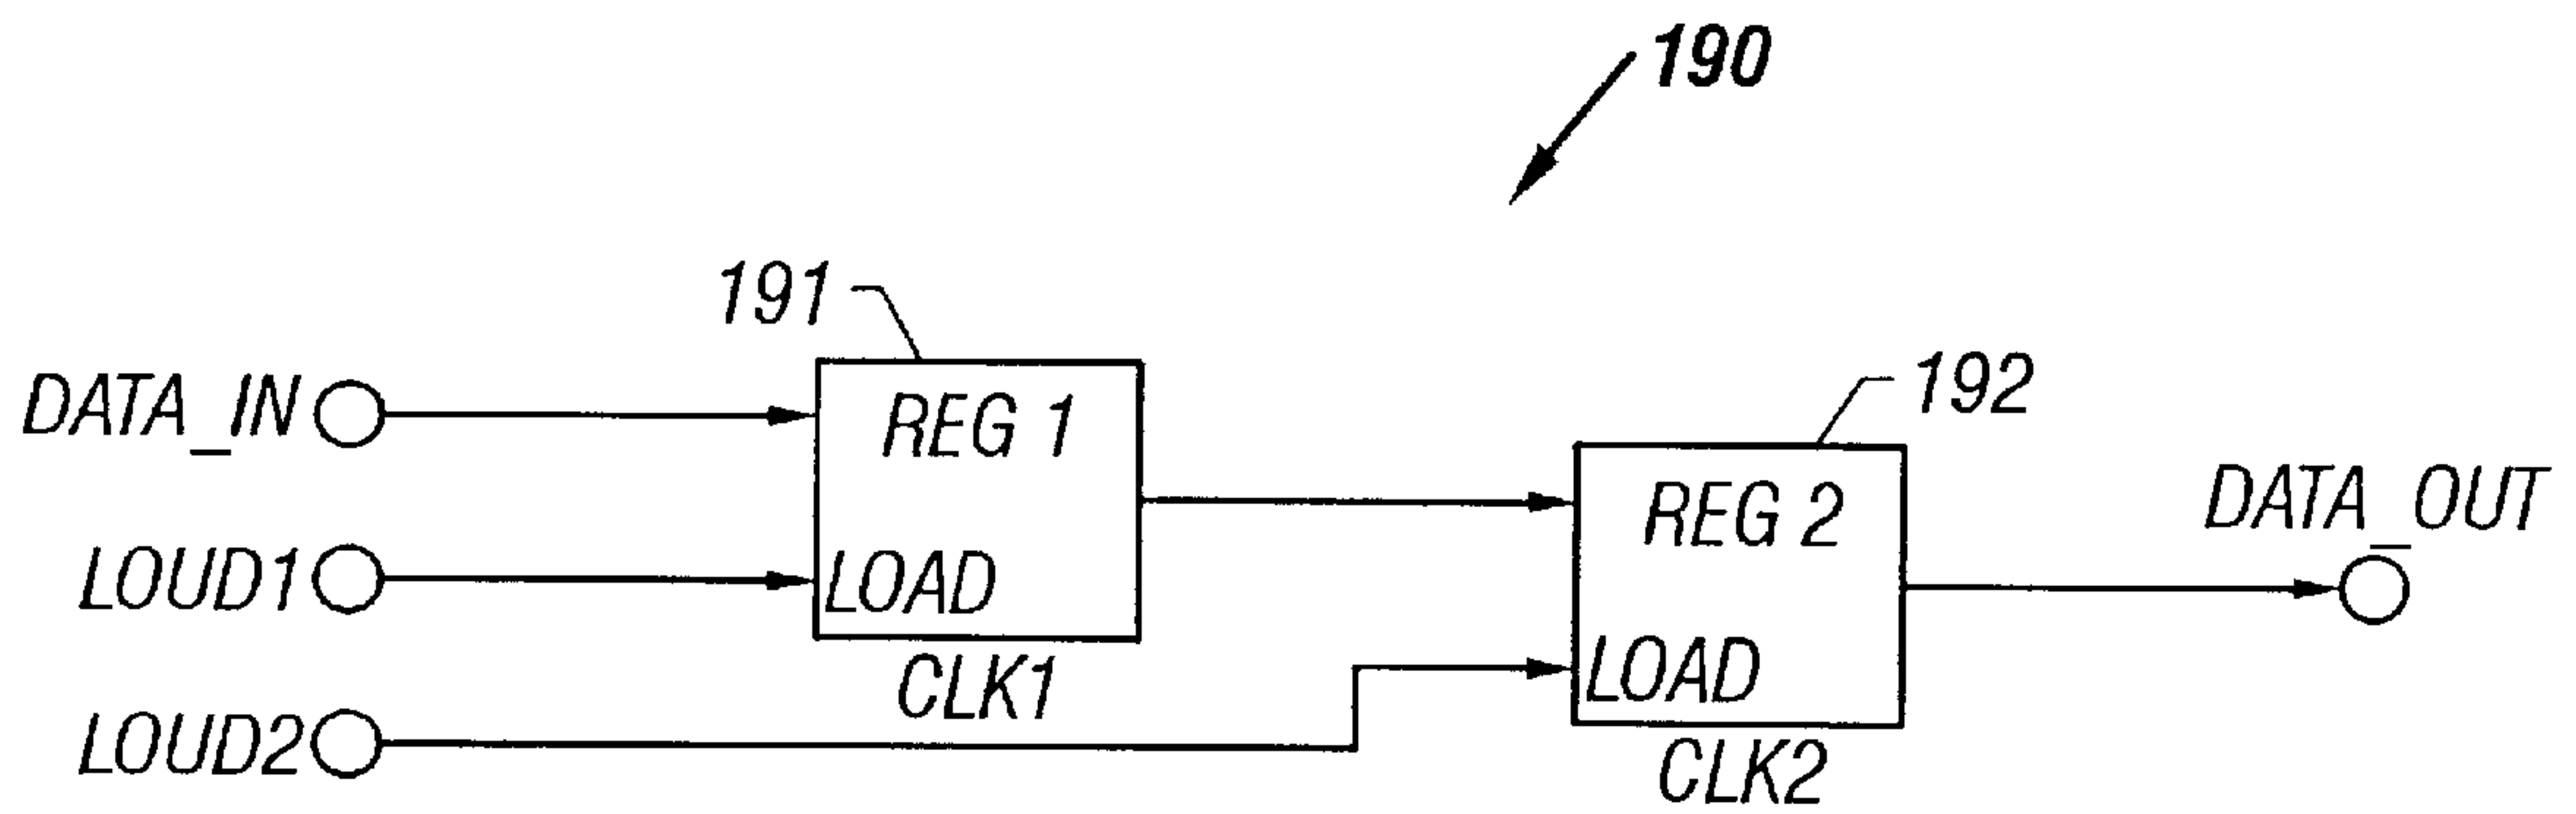 190
191
192
DATA_IN
REG 1
LOUD1
LOAD
CLK1
LOUD2
REG 2
LOAD
CLK2
DATA_OUT